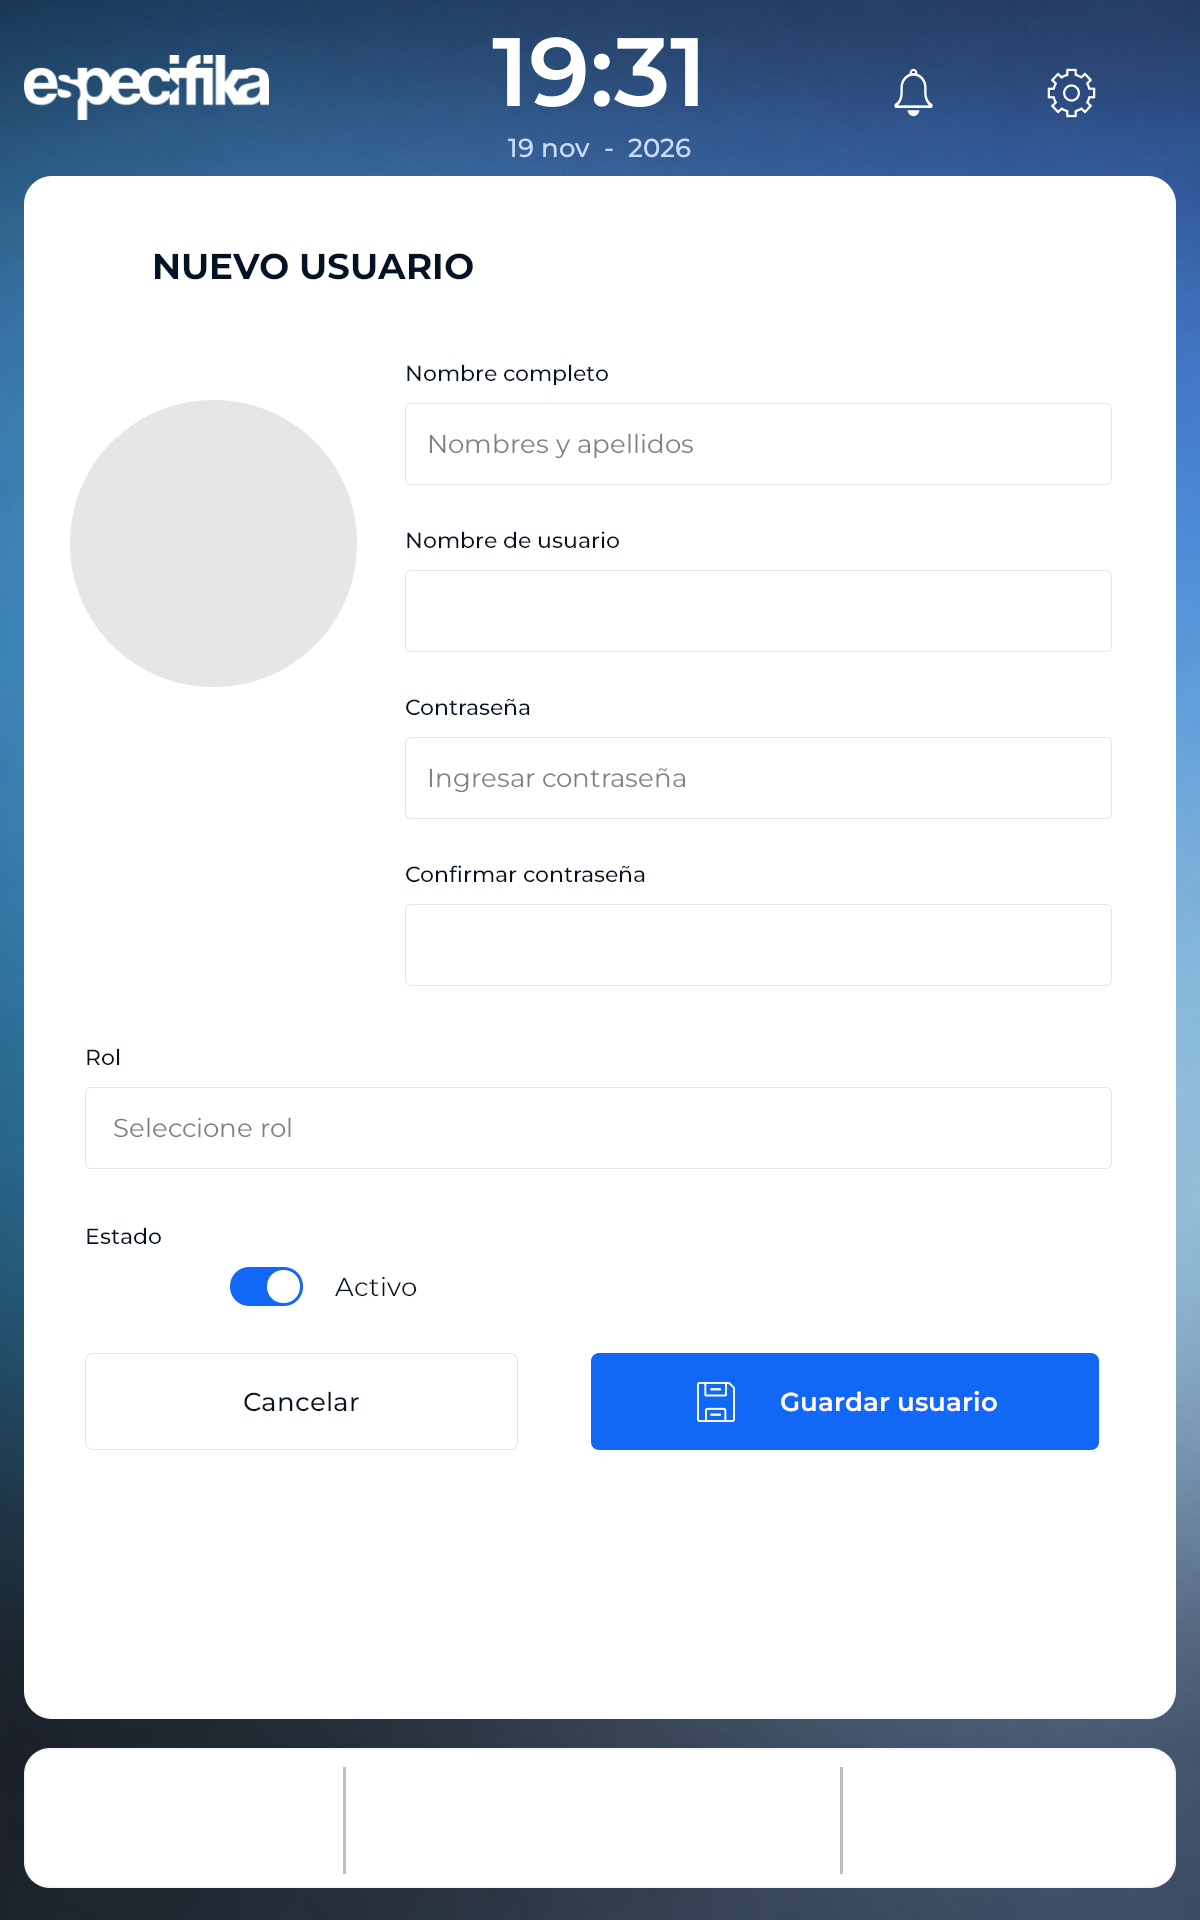 especifika
19:31
19 nov - 2026
NUEVO USUARIO
Nombre completo
Nombres y apellidos
Nombre de usuario
Contraseña
Ingresar contraseña
Confirmar contraseña
Rol
Seleccione rol
Estado
Activo
Cancelar
Guardar usuario